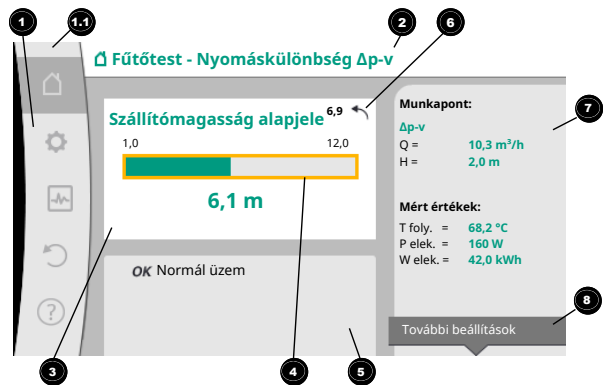 1
1.1
2
6
Fűtőtest - Nyomáskülönbség Δp-v
Szállítómagasság alapjele 6,9
1,0 12,0
6,1 m
OK Normál üzem
Munkapont:
Δp-v
Q = 10,3 m³/h
H = 2,0 m
7
Mért értékek:
T foly. = 68,2 °C
P elek. = 160 W
W elek. = 42,0 kWh
8
További beállítások
?
3
4
5